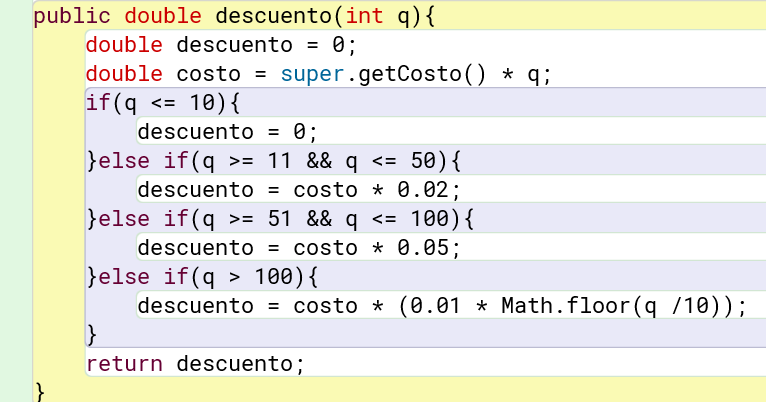 public double descuento(int q){
double descuento = 0;
double costo = super.getCosto() * q;
if(q <= 10){
descuento = 0;
}else if(q >= 11 && q <= 50){
descuento = costo * 0.02;
}else if(q >= 51 && q <= 100){
descuento = costo * 0.05;
}else if(q > 100){
descuento = costo * (0.01 * Math.floor(q /10));
}
return descuento;
}